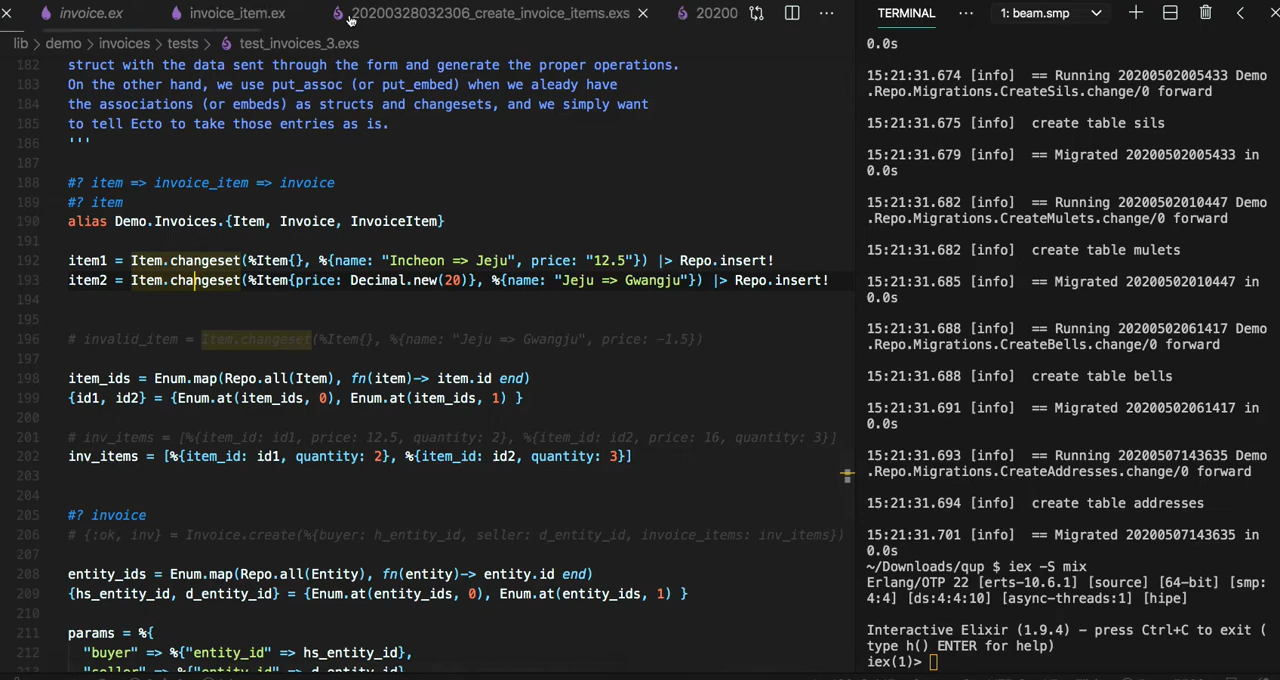 invoice.ex
invoice_item.ex
20200328032306_create_invoice_items.exs
20200
lib > demo > invoices > tests > test_invoices_3.exs
182 struct with the data sent through the form and generate the proper operations.
183 On the other hand, we use put_assoc (or put_embed) when we aleady have
184 the associations (or embeds) as structs and changesets, and we simply want
185 to tell Ecto to take those entries as is.
186 '''
187
188 #? item => invoice_item => invoice
189 #? item
190 alias Demo.Invoices.{Item, Invoice, InvoiceItem}
191
192 item1 = Item.changeset(%Item{}, %{name: "Incheon => Jeju", price: "12.5"}) |> Repo.insert!
193 item2 = Item.changeset(%Item{price: Decimal.new(20)}, %{name: "Jeju => Gwangju"}) |> Repo.insert!
194
195
196 # invalid_item = Item.changeset(%Item{}, %{name: "Jeju => Gwangju", price: -1.5})
197
198 item_ids = Enum.map(Repo.all(Item), fn(item)-> item.id end)
199 {id1, id2} = {Enum.at(item_ids, 0), Enum.at(item_ids, 1) }
200
201 # inv_items = [%{item_id: id1, price: 12.5, quantity: 2}, %{item_id: id2, price: 16, quantity: 3}]
202 inv_items = [%{item_id: id1, quantity: 2}, %{item_id: id2, quantity: 3}]
203
204
205 #? invoice
206 # {:ok, inv} = Invoice.create(%{buyer: h_entity_id, seller: d_entity_id, invoice_items: inv_items})
207
208 entity_ids = Enum.map(Repo.all(Entity), fn(entity)-> entity.id end)
209 {hs_entity_id, d_entity_id} = {Enum.at(entity_ids, 0), Enum.at(entity_ids, 1) }
210
211 params = %{
212 "buyer" => %{"entity_id" => hs_entity_id},
213 "seller" => %{"entity_id" => d_entity_id}
TERMINAL
1: beam.smp
0.0s
15:21:31.674 [info] == Running 20200502005433 Demo
.Repo.Migrations.CreateSils.change/0 forward
15:21:31.675 [info] create table sils
15:21:31.679 [info] == Migrated 20200502005433 in
0.0s
15:21:31.682 [info] == Running 20200502010447 Demo
.Repo.Migrations.CreateMulets.change/0 forward
15:21:31.682 [info] create table mulets
15:21:31.685 [info] == Migrated 20200502010447 in
0.0s
15:21:31.688 [info] == Running 20200502061417 Demo
.Repo.Migrations.CreateBells.change/0 forward
15:21:31.688 [info] create table bells
15:21:31.691 [info] == Migrated 20200502061417 in
0.0s
15:21:31.693 [info] == Running 20200507143635 Demo
.Repo.Migrations.CreateAddresses.change/0 forward
15:21:31.694 [info] create table addresses
15:21:31.701 [info] == Migrated 20200507143635 in
0.0s
~/Downloads/qup $ iex -S mix
Erlang/OTP 22 [erts-10.6.1] [source] [64-bit] [smp:
4:4] [ds:4:4:10] [async-threads:1] [hipe]
Interactive Elixir (1.9.4) - press Ctrl+C to exit (
type h() ENTER for help)
iex(1)>